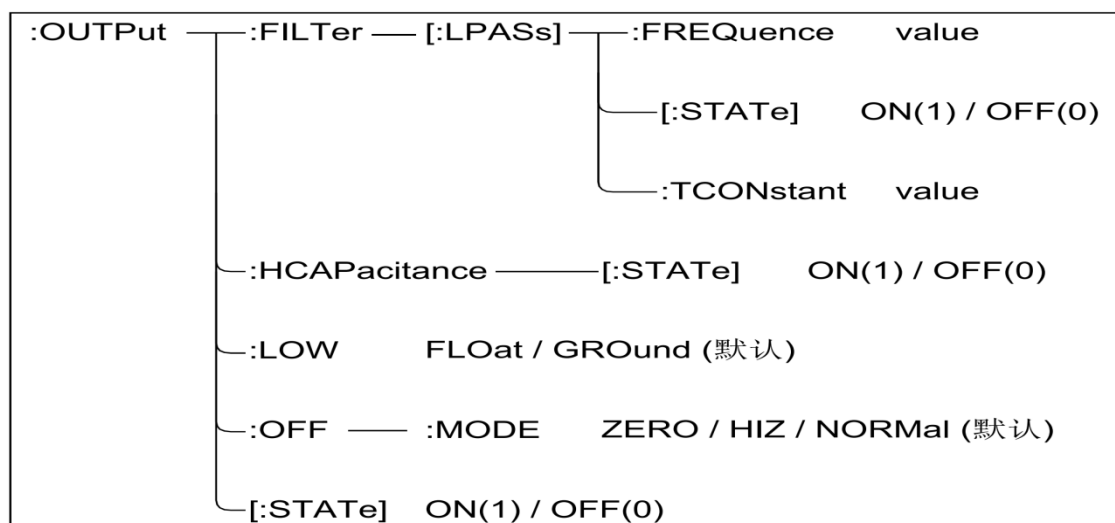 :OUTPut :FILTer [:LPASs] :FREQuence value
[:STATe] ON(1) / OFF(0)
:TCONstant value
:HCAPacitance [:STATe] ON(1) / OFF(0)
:LOW FLOat / GROund (默认)
:OFF :MODE ZERO / HIZ / NORMal (默认)
[:STATe] ON(1) / OFF(0)